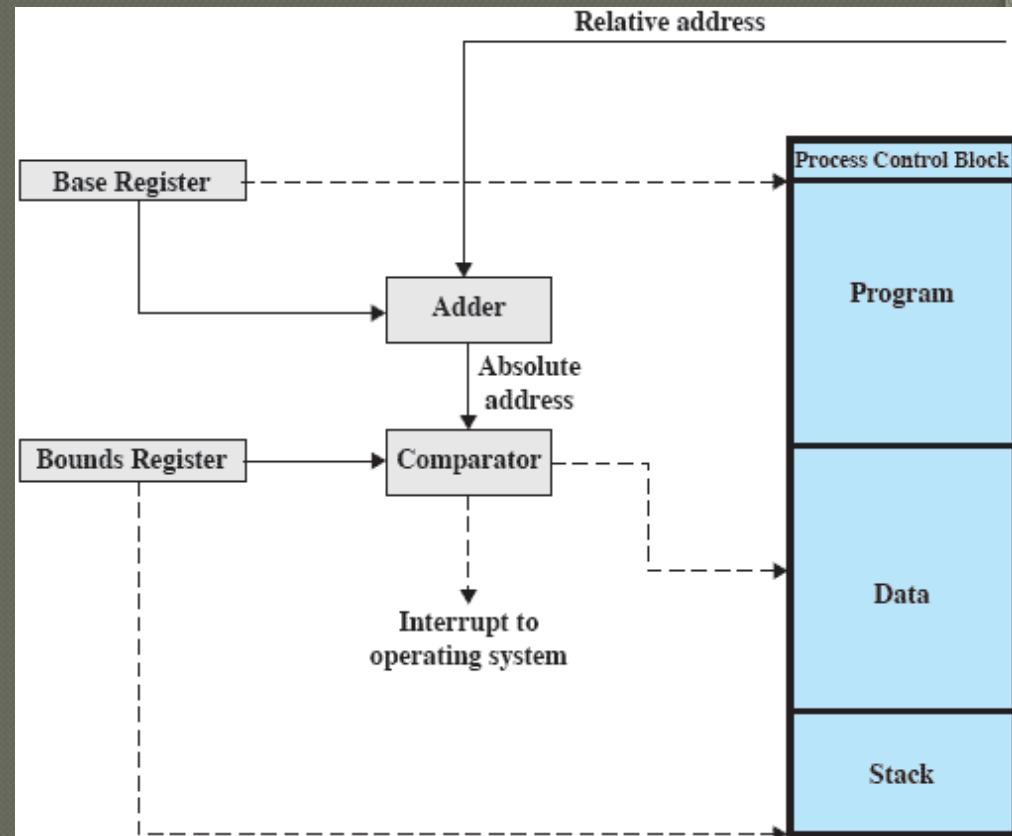 Relative address
Process Control Block
Base Register
Program
Adder
Absolute
address
Bounds Register
Comparator
Data
Interrupt to
operating system
Stack